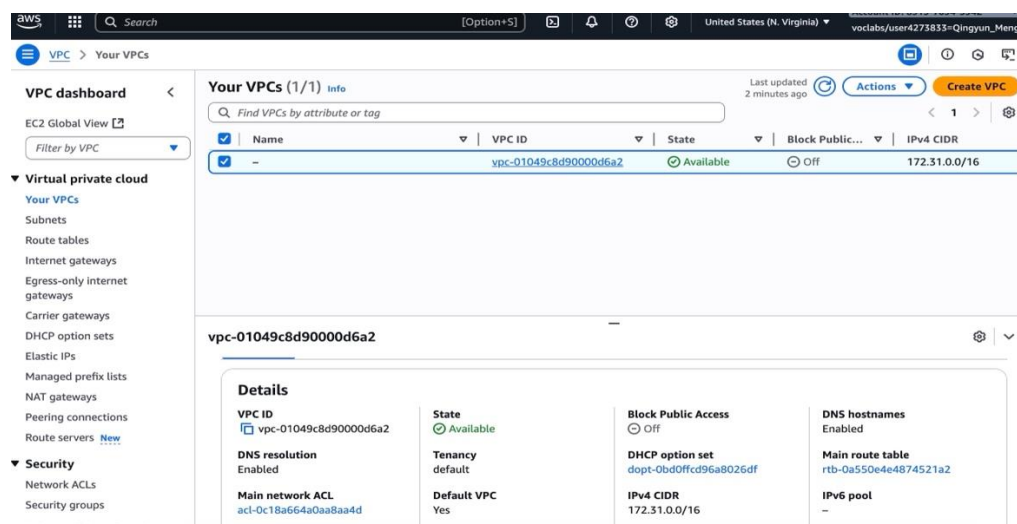 aws
Search
[Option+S]
United States (N. Virginia)
voclabs/user4273833=Qingyun_Meng
VPC > Your VPCs
VPC dashboard
EC2 Global View
Filter by VPC
Virtual private cloud
Your VPCs
Subnets
Route tables
Internet gateways
Egress-only internet
gateways
Carrier gateways
DHCP option sets
Elastic IPs
Managed prefix lists
NAT gateways
Peering connections
Route servers New
Security
Network ACLs
Security groups
Your VPCs (1/1) Info
Last updated
2 minutes ago
Actions
Create VPC
Find VPCs by attribute or tag
1
Name VPC ID State Block Public... IPv4 CIDR
– vpc-01049c8d90000d6a2 Available Off 172.31.0.0/16
vpc-01049c8d90000d6a2
Details
VPC ID State Block Public Access DNS hostnames
vpc-01049c8d90000d6a2 Available Off Enabled
DNS resolution Tenancy DHCP option set Main route table
Enabled default dopt-0bd0ffcd96a8026df rtb-0a550e4e4874521a2
Main network ACL Default VPC IPv4 CIDR IPv6 pool
acl-0c18a664a0aa8aa4d Yes 172.31.0.0/16 –